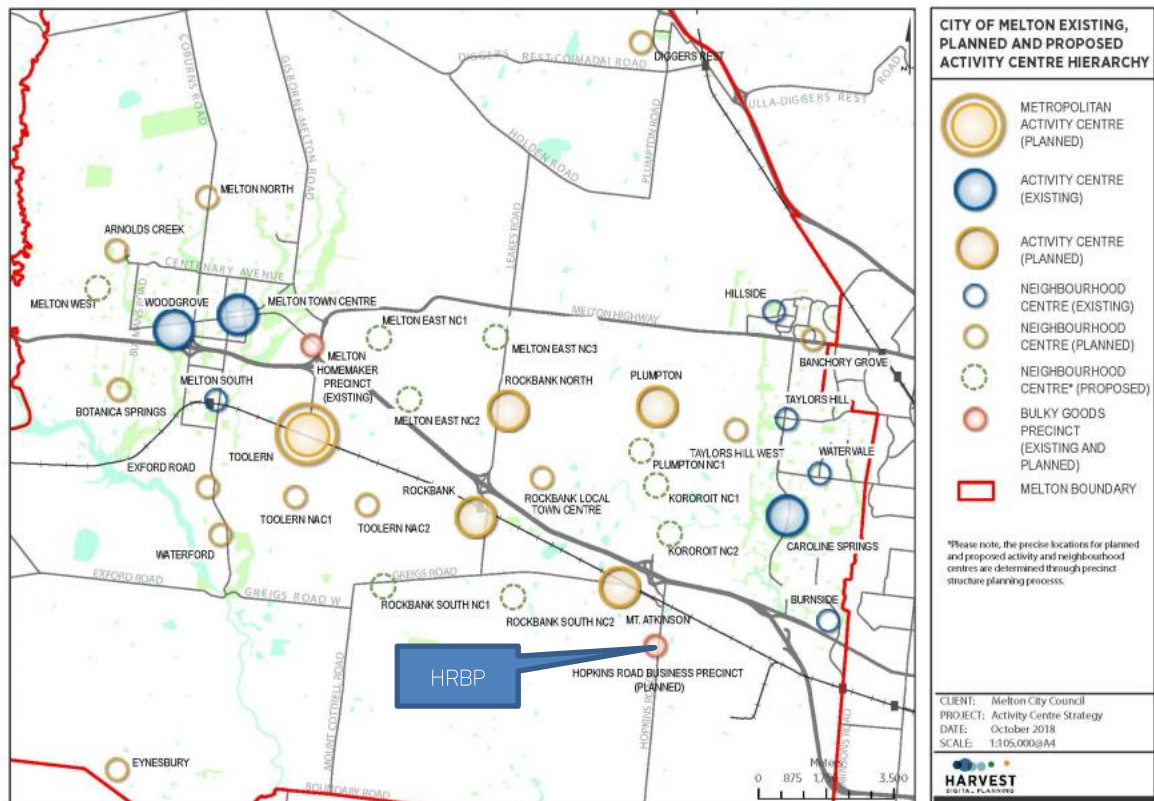 DIGGERS REST
DIGGERS REST-COIMADAI ROAD
COBURNS ROAD
GISBORNE-MELTON ROAD
ROAD
ULLA-DIGGERS REST
HOLDEN ROAD
PLUMPTON ROAD
MELTON NORTH
ARNOLDS CREEK
LEAKES ROAD
CENTENARY AVENUE
MELTON WEST
WOODGROVE
MELTON TOWN CENTRE
HILLSIDE
MELTON HIGHWAY
MELTON EAST NC1
MELTON EAST NC3
MELTON
HOMEMAKER
PRECINCT
(EXISTING)
BANCHORY GROVE
MELTON SOUTH
ROCKBANK NORTH
PLUMPTON
BOTANICA SPRINGS
MELTON EAST NC2
TAYLORS HILL
TOOLERN
TAYLORS HILL WEST
WATERVALE
EXFORD ROAD
PLUMPTON NC1
ROCKBANK
ROCKBANK LOCAL
TOWN CENTRE
KOROROIT NC1
TOOLERN NAC1
TOOLERN NAC2
WATERFORD
KOROROIT NC2
CAROLINE SPRINGS
EXFORD ROAD
GREIGS ROAD
GREIGS ROAD W
ROCKBANK SOUTH NC1
ROCKBANK SOUTH NC2
MT. ATKINSON
BURNSIDE
HRBP
HOPKINS ROAD BUSINESS PRECINCT
(PLANNED)
MOUNT COTTRELL ROAD
EYNESBURY
BOUNDARY ROAD
Meters
0 875 1,750 3,500
CITY OF MELTON EXISTING,
PLANNED AND PROPOSED
ACTIVITY CENTRE HIERARCHY
METROPOLITAN
ACTIVITY CENTRE
(PLANNED)
ACTIVITY CENTRE
(EXISTING)
ACTIVITY CENTRE
(PLANNED)
NEIGHBOURHOOD
CENTRE (EXISTING)
NEIGHBOURHOOD
CENTRE (PLANNED)
NEIGHBOURHOOD
CENTRE* (PROPOSED)
BULKY GOODS
PRECINCT
(EXISTING AND
PLANNED)
MELTON BOUNDARY
*Please note, the precise locations for planned
and proposed activity and neighbourhood
centres are determined through precinct
structure planning processs.
CLIENT: Melton City Council
PROJECT: Activity Centre Strategy
DATE: October 2018
SCALE: 1:105,000@A4
HARVEST
DIGITAL PLANNING